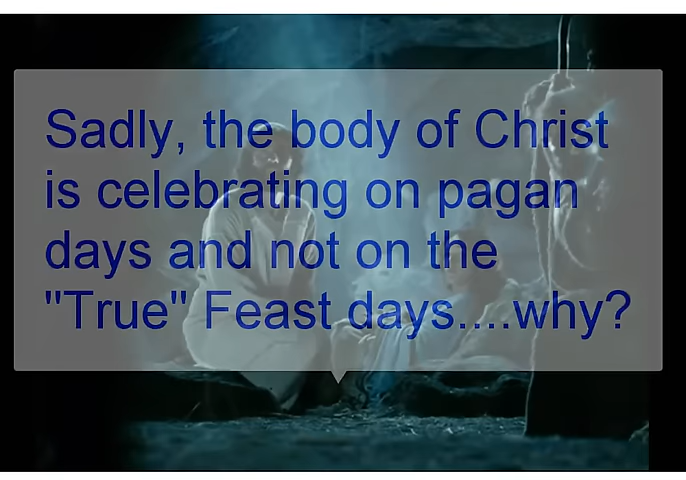 Sadly, the body of Christ
is celebrating on pagan
days and not on the
"True" Feast days....why?